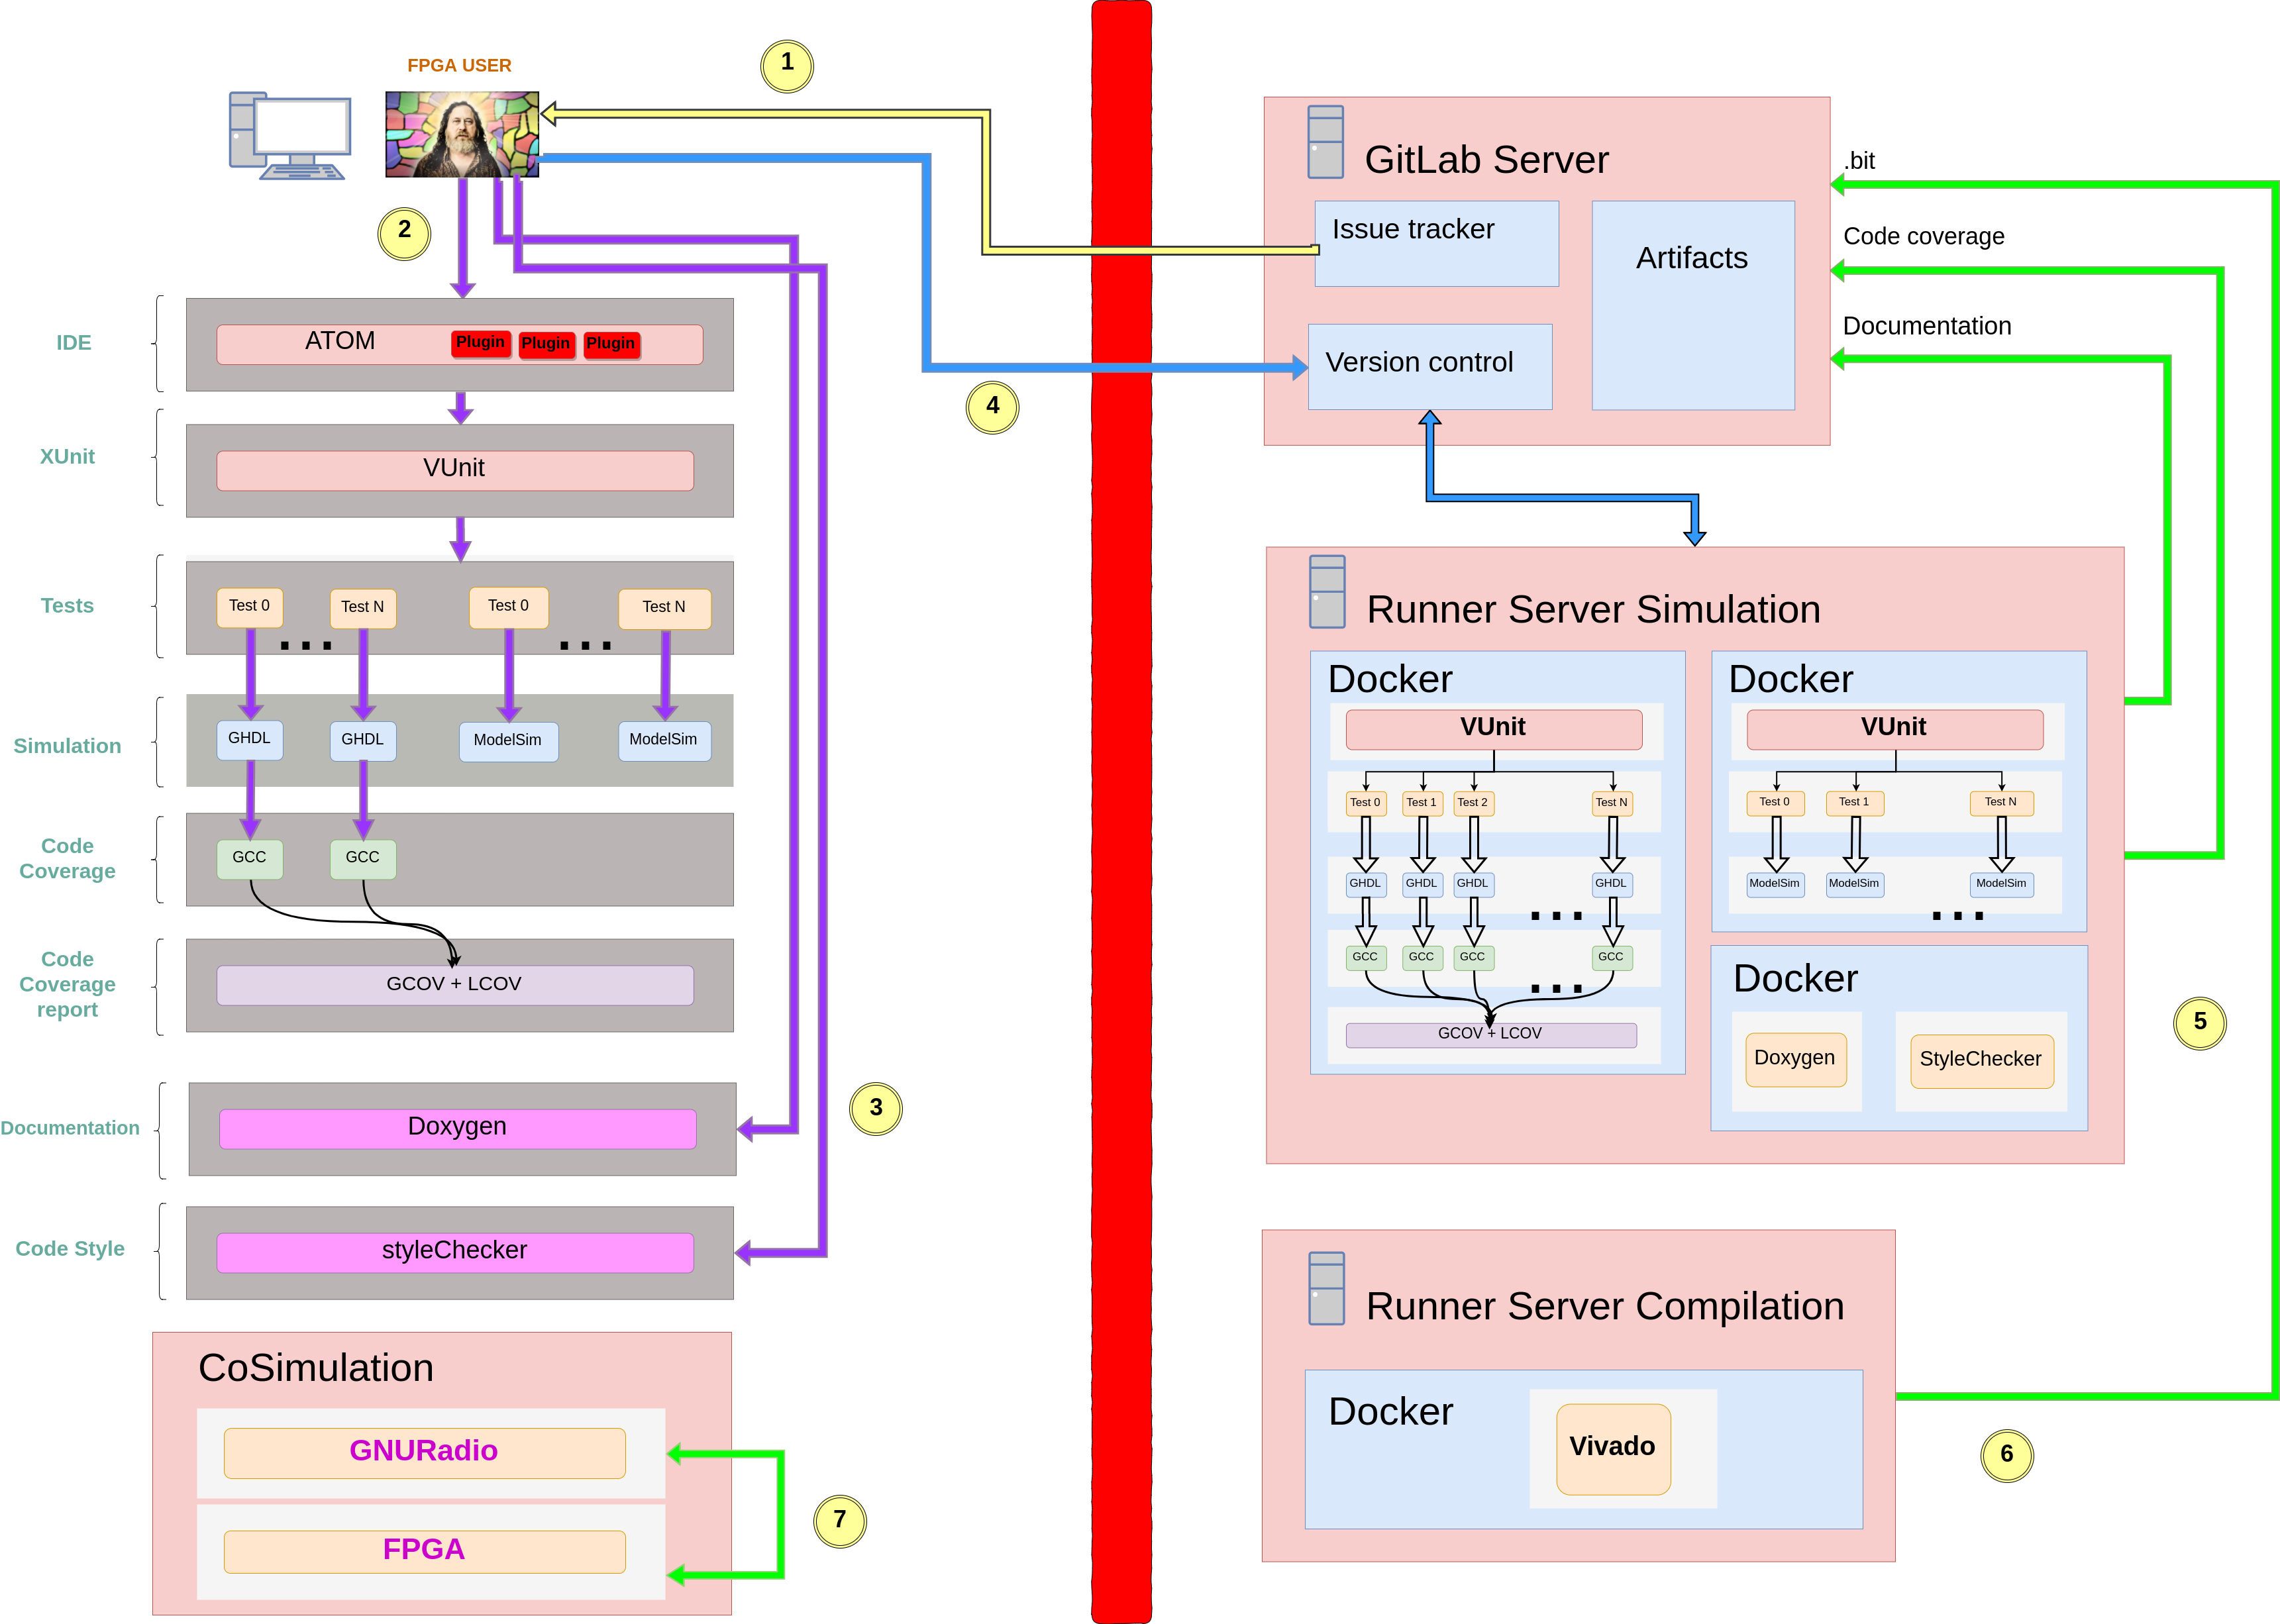 FPGA USER
1
2
IDE
ATOM
Plugin
Plugin
Plugin
XUnit
VUnit
Tests
Test 0
...
Test N
Test 0
...
Test N
Simulation
GHDL
GHDL
ModelSim
ModelSim
Code
Coverage
GCC
GCC
Code
Coverage
report
GCOV + LCOV
Documentation
Doxygen
3
Code Style
styleChecker
CoSimulation
GNURadio
FPGA
7
4
GitLab Server
Issue tracker
Artifacts
Version control
.bit
Code coverage
Documentation
Runner Server Simulation
Docker
VUnit
Test 0
Test 1
Test 2
Test N
GHDL
GHDL
GHDL
GHDL
...
GCC
GCC
GCC
GCC
...
GCOV + LCOV
Docker
VUnit
Test 0
Test 1
Test N
ModelSim
ModelSim
ModelSim
...
Docker
Doxygen
StyleChecker
5
Runner Server Compilation
Docker
Vivado
6